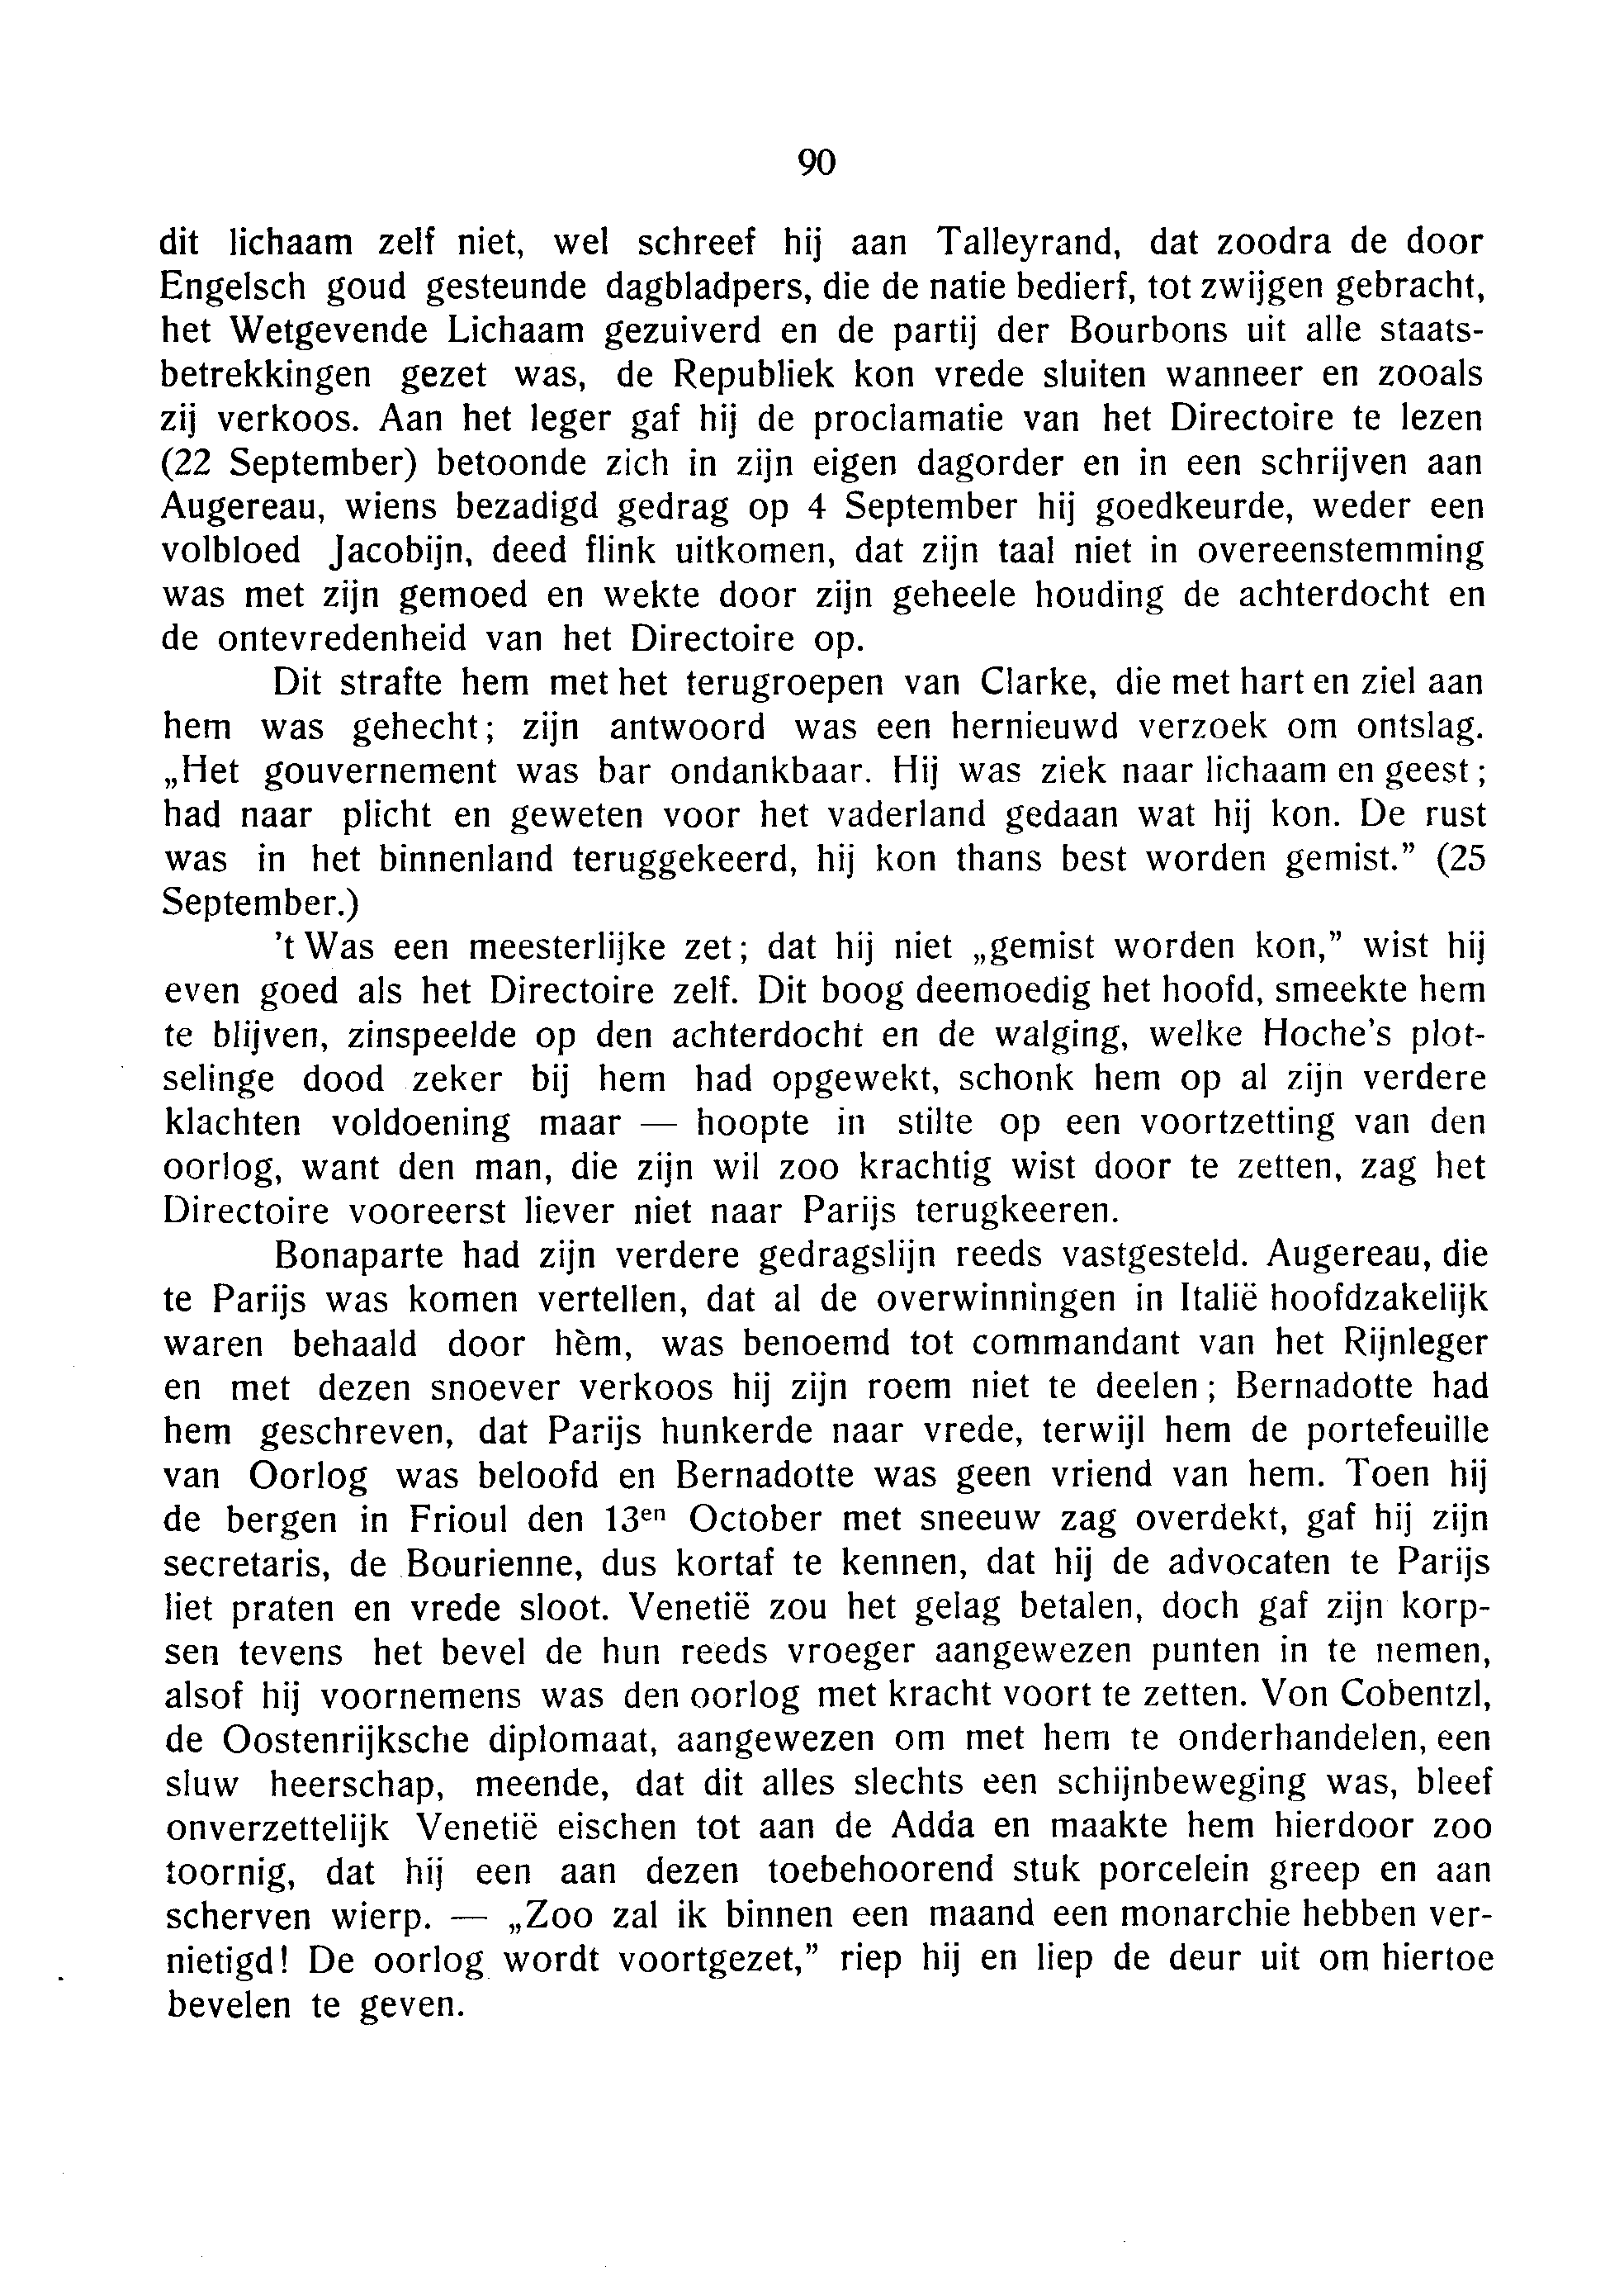 90
dit lichaam zelf niet, wel schreef hij aan Talleyrand, dat zoodra de door
Engelsch goud gesteunde dagbladpers, die de natie bedierf, tot zwijgen gebracht,
het Wetgevende Lichaam gezuiverd en de partij der Bourbons uit alle staats-
betrekkingen gezet was, de Republiek kon vrede sluiten wanneer en zooals
zij verkoos. Aan het leger gaf hij de proclamatie van het Directoire te lezen
(22 September) betoonde zich in zijn eigen dagorder en in een schrijven aan
Augereau, wiens bezadigd gedrag op 4 September hij goedkeurde, weder een
volbloed Jacobijn, deed flink uitkomen, dat zijn taal niet in overeenstemming
was met zijn gemoed en wekte door zijn geheele houding de achterdocht en
de ontevredenheid van het Directoire op.
Dit strafte hem met het terugroepen van Clarke, die met hart en ziel aan
hem was gehecht; zijn antwoord was een hernieuwd verzoek om ontslag.
„Het gouvernement was bar ondankbaar. Hij was ziek naar lichaam en geest;
had naar plicht en geweten voor het vaderland gedaan wat hij kon. De rust
was in het binnenland teruggekeerd, hij kon thans best worden gemist.” (25
September.)
’t Was een meesterlijke zet; dat hij niet „gemist worden kon,” wist hij
even goed als het Directoire zelf. Dit boog deemoedig het hoofd, smeekte hem
te blijven, zinspeelde op den achterdocht en de walging, welke Hoche’s plot-
selinge dood zeker bij hem had opgewekt, schonk hem op al zijn verdere
klachten voldoening maar — hoopte in stilte op een voortzetting van den
oorlog, want den man, die zijn wil zoo krachtig wist door te zetten, zag het
Directoire vooreerst liever niet naar Parijs terugkeeren.
Bonaparte had zijn verdere gedragslijn reeds vastgesteld. Augereau, die
te Parijs was komen vertellen, dat al de overwinningen in Italië hoofdzakelijk
waren behaald door hèm, was benoemd tot commandant van het Rijnleger
en met dezen snoever verkoos hij zijn roem niet te deelen; Bernadotte had
hem geschreven, dat Parijs hunkerde naar vrede, terwijl hem de portefeuille
van Oorlog was beloofd en Bernadotte was geen vriend van hem. Toen hij
de bergen in Frioul den 13en October met sneeuw zag overdekt, gaf hij zijn
secretaris, de Bourienne, dus kortaf te kennen, dat hij de advocaten te Parijs
liet praten en vrede sloot. Venetië zou het gelag betalen, doch gaf zijn korp-
sen tevens het bevel de hun reeds vroeger aangewezen punten in te nemen,
alsof hij voornemens was den oorlog met kracht voort te zetten. Von Cobentzl,
de Oostenrijksche diplomaat, aangewezen om met hem te onderhandelen, een
sluw heerschap, meende, dat dit alles slechts een schijnbeweging was, bleef
onverzettelijk Venetië eischen tot aan de Adda en maakte hem hierdoor zoo
toornig, dat hij een aan dezen toebehoorend stuk porcelein greep en aan
scherven wierp. — „Zoo zal ik binnen een maand een monarchie hebben ver-
nietigd! De oorlog wordt voortgezet,” riep hij en liep de deur uit om hiertoe
bevelen te geven.